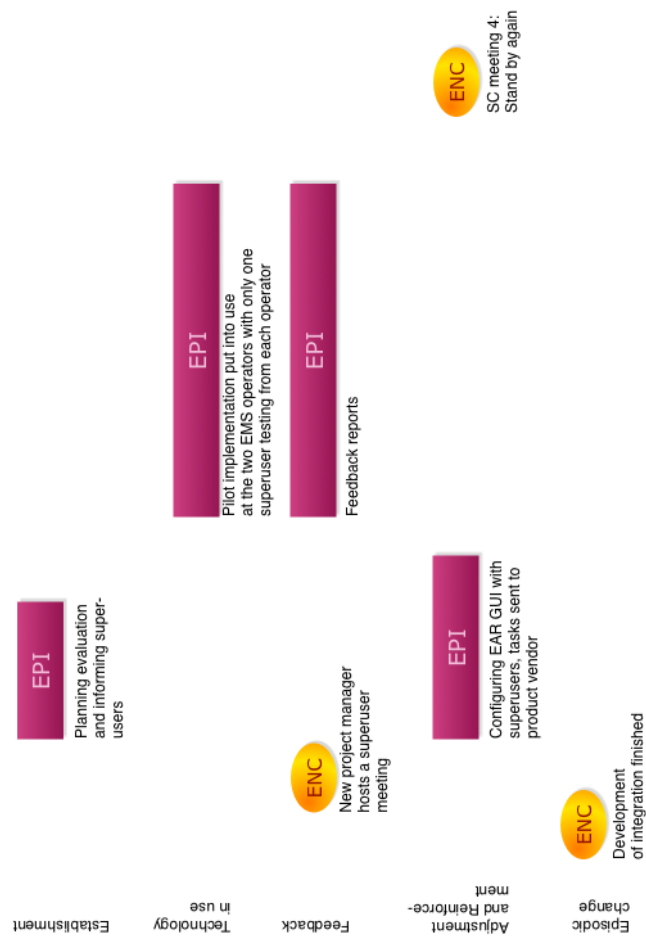 Establishment
EPI
Planning evaluation
and informing super-
users
Technology
in use
EPI
Pilot implementation put into use
at the two EMS operators with only one
superuser testing from each operator
Feedback
ENC
New project manager
hosts a superuser
meeting
EPI
Feedback reports
Adjustment
and Reinforce-
ment
EPI
Configuring EAR GUI with
superusers, tasks sent to
product vendor
ENC
SC meeting 4:
Stand by again
Episodic
change
ENC
Development
of integration finished